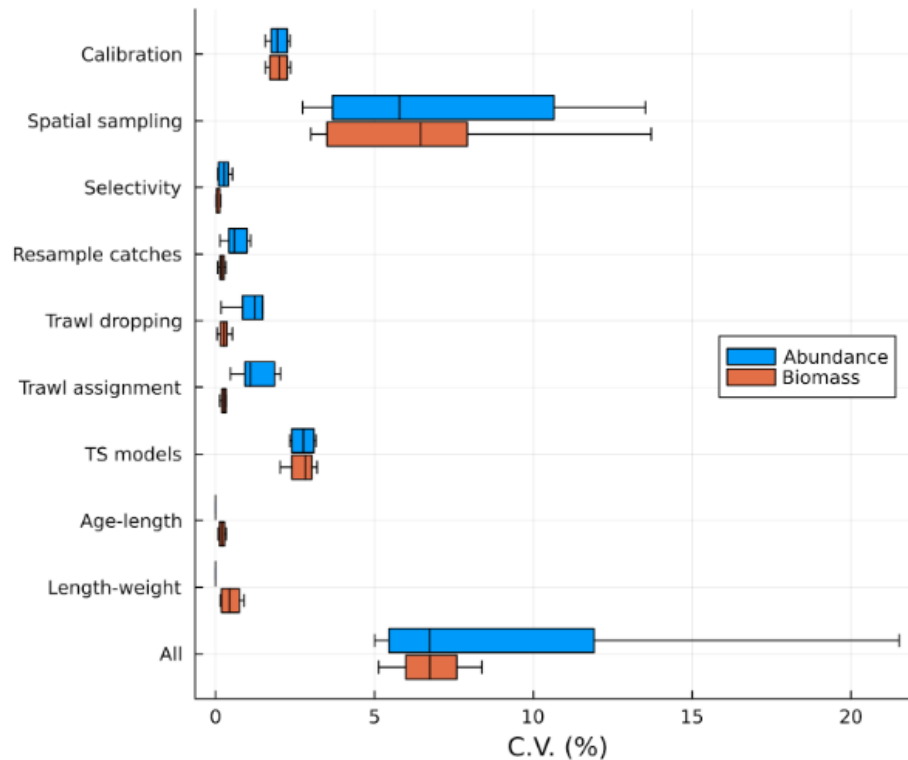 Calibration
Spatial sampling
Selectivity
Resample catches
Trawl dropping
Trawl assignment
TS models
Age-length
Length-weight
All
Abundance
Biomass
0 5 10 15 20
C.V. (%)